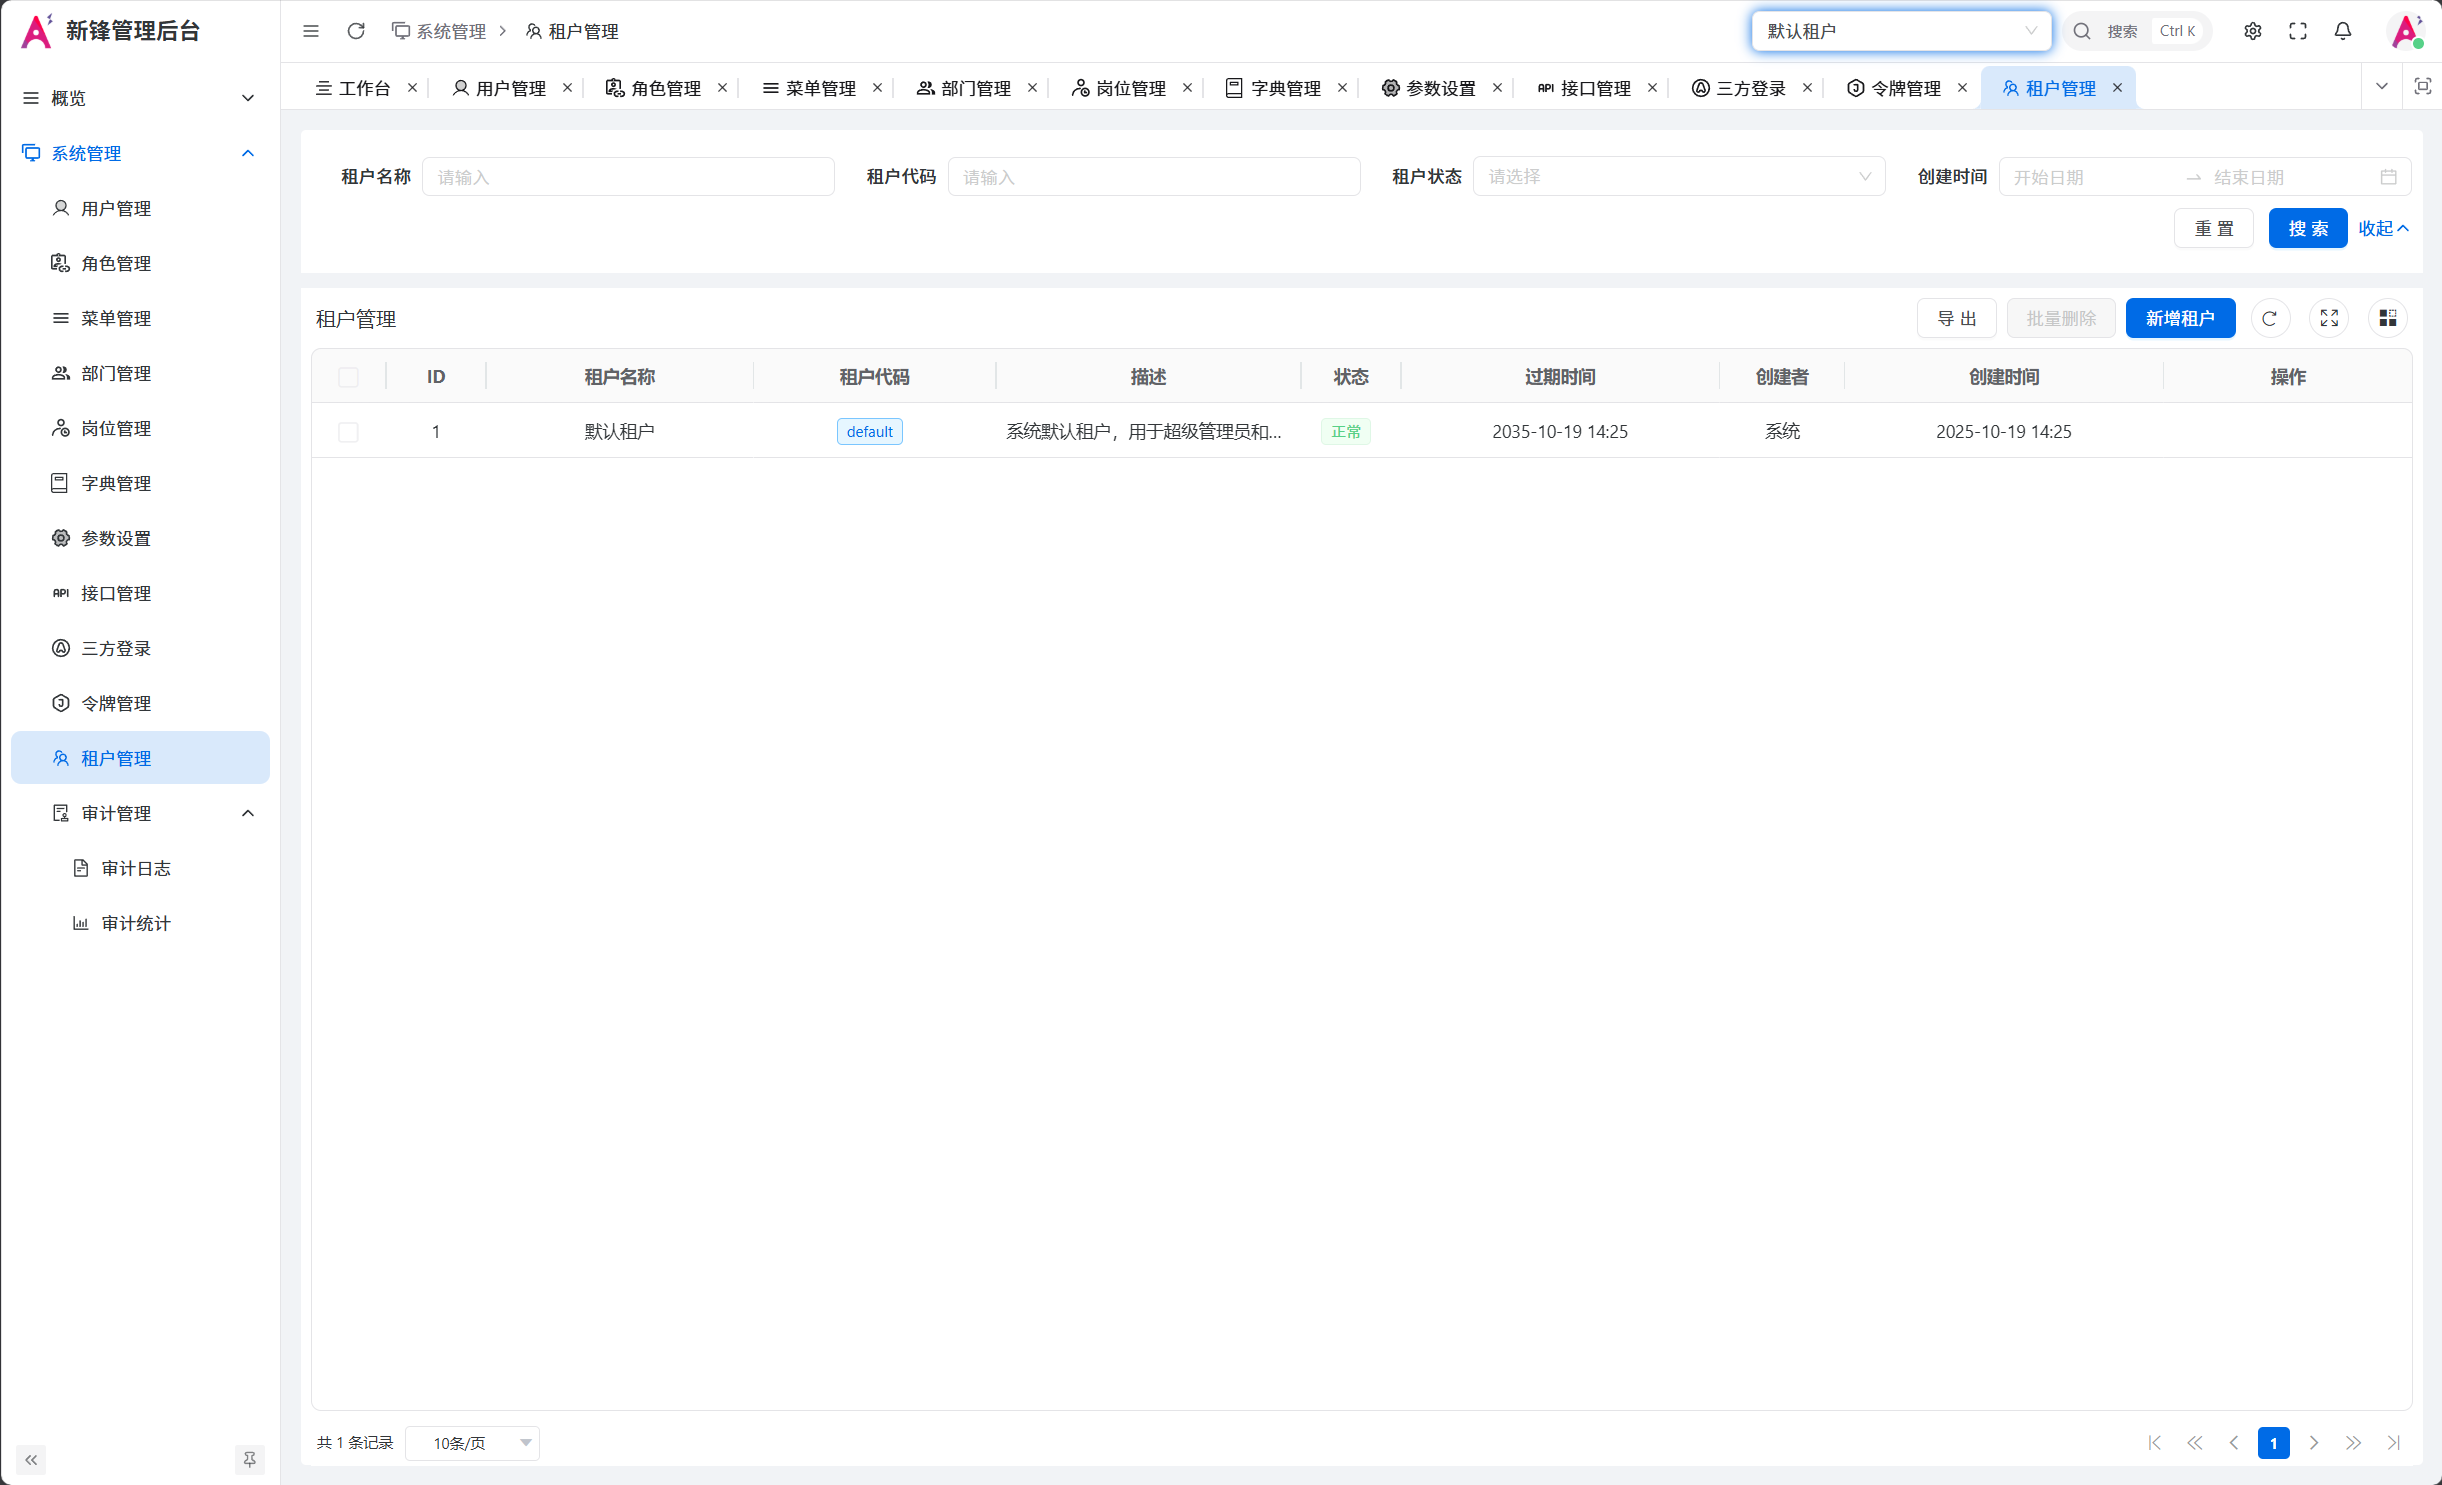 新锋管理后台
系统管理
租户管理
默认租户
搜索
Ctrl K
工作台
用户管理
角色管理
菜单管理
部门管理
岗位管理
字典管理
参数设置
API 接口管理
三方登录
令牌管理
租户管理
概览
系统管理
用户管理
角色管理
菜单管理
部门管理
岗位管理
字典管理
参数设置
API 接口管理
三方登录
令牌管理
租户管理
审计管理
审计日志
审计统计
租户名称 请输入
租户代码 请输入
租户状态 请选择
创建时间 开始日期 结束日期
重 置
搜 索
收起
租户管理
导 出
批量删除
新增租户
ID 租户名称 租户代码 描述 状态 过期时间 创建者 创建时间 操作
1 默认租户 default 系统默认租户，用于超级管理员和... 正常 2035-10-19 14:25 系统 2025-10-19 14:25
共 1 条记录
10条/页
1